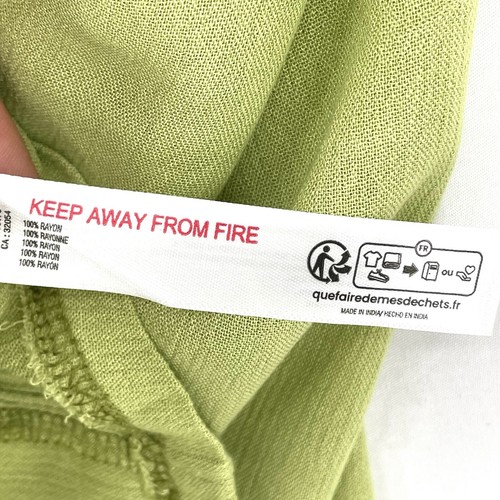 KEEP AWAY FROM FIRE
CA : 32054
100% RAYON
100% RAYONNE
100% RAYON
100% RAYON
100% RAYÓN
FR
OU
quefairedemesdechets.fr
MADE IN INDIA/ HECHO EN INDIA